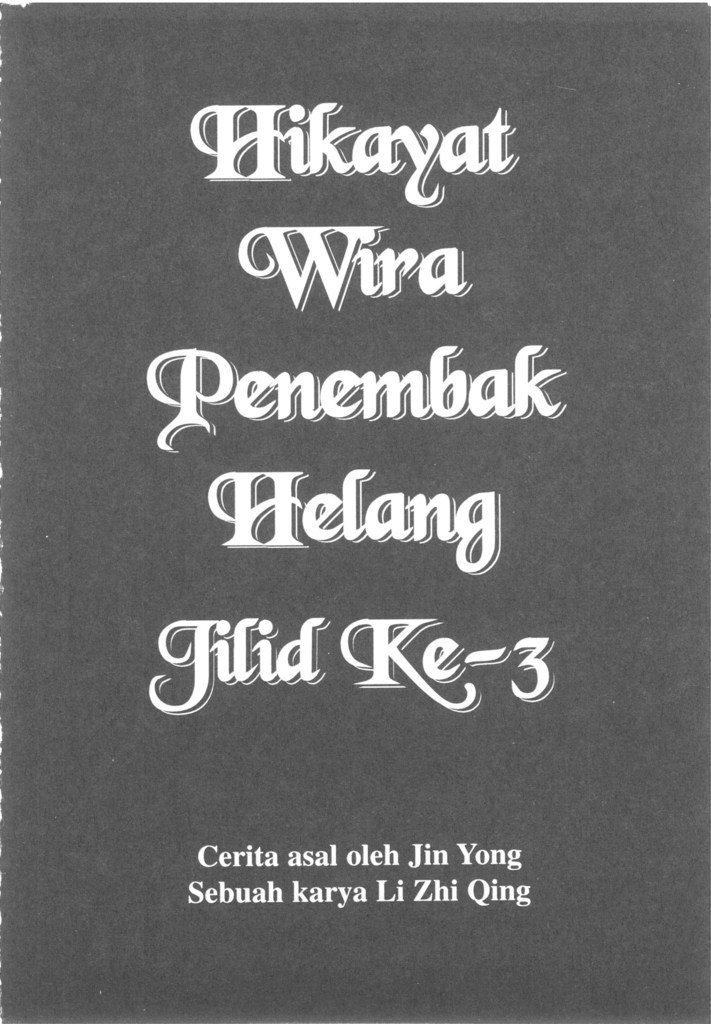 Hikayat
Wira
Penembak
Helang
Jilid Ke-3
Cerita asal oleh Jin Yong
Sebuah karya Li Zhi Qing